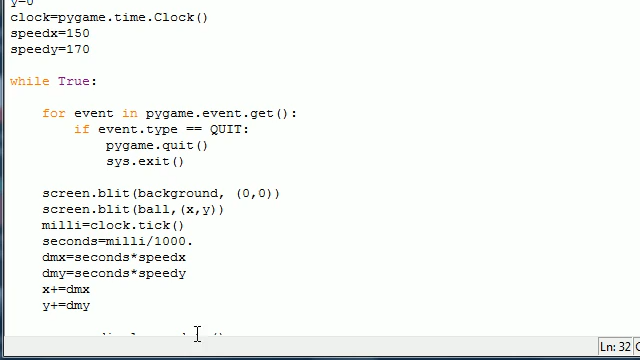 y=0
clock=pygame.time.Clock()
speedx=150
speedy=170
while True:
for event in pygame.event.get():
if event.type == QUIT:
pygame.quit()
sys.exit()
screen.blit(background, (0,0))
screen.blit(ball,(x,y))
milli=clock.tick()
seconds=milli/1000.
dmx=seconds*speedx
dmy=seconds*speedy
x+=dmx
y+=dmy
Ln: 32